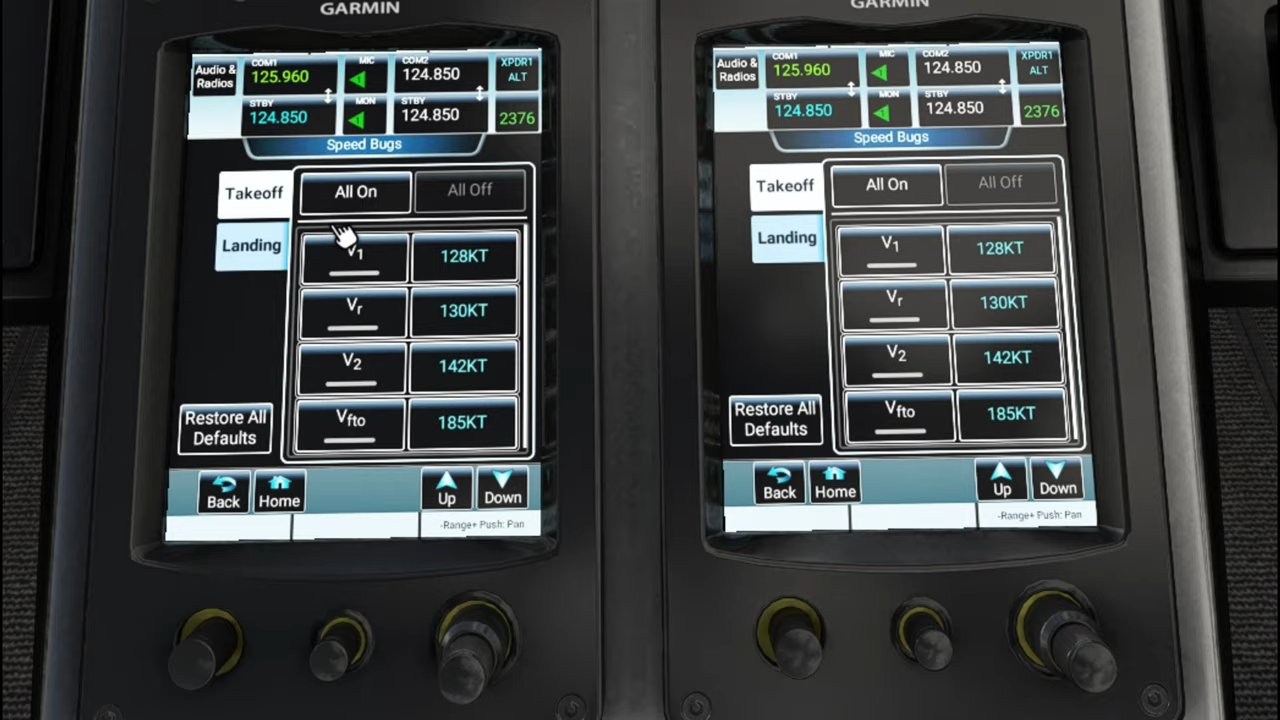 GARMIN
Audio & Radios
COM1
125.960
MIC
COM2
124.850
XPDR1
ALT
STBY
124.850
MON
STBY
124.850
2376
Speed Bugs
Takeoff
All On
All Off
Landing
V1
128KT
Vr
130KT
V2
142KT
Vfto
185KT
Restore All
Defaults
Back
Home
Up
Down
-Range+ Push: Pan
GARMIN
Audio &
Radios
COM1
125.960
MIC
COM2
124.850
XPDR1
ALT
STBY
124.850
MON
STBY
124.850
2376
Speed Bugs
Takeoff
All On
All Off
Landing
V1
128KT
Vr
130KT
V2
142KT
Vfto
185KT
Restore All
Defaults
Back
Home
Up
Down
-Range+ Push: Pan